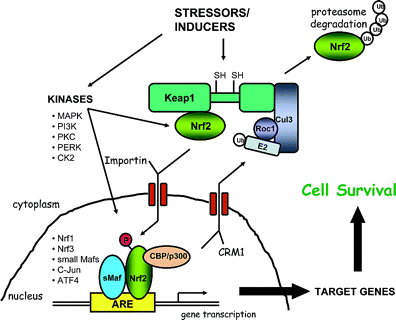 STRESSORS/
INDUCERS
proteasome
degradation
Ub
Ub
Ub
Ub
Nrf2
SH SH
Keap1
Nrf2
Cul3
Roc1
E2
Ub
KINASES
• MAPK
• PI3K
• PKC
• PERK
• CK2
Importin
cytoplasm
Cell Survival
• Nrf1
• Nrf3
• small Mafs
• C-Jun
• ATF4
P
CBP/p300
sMaf
Nrf2
CRM1
nucleus
ARE
gene transcription
TARGET GENES